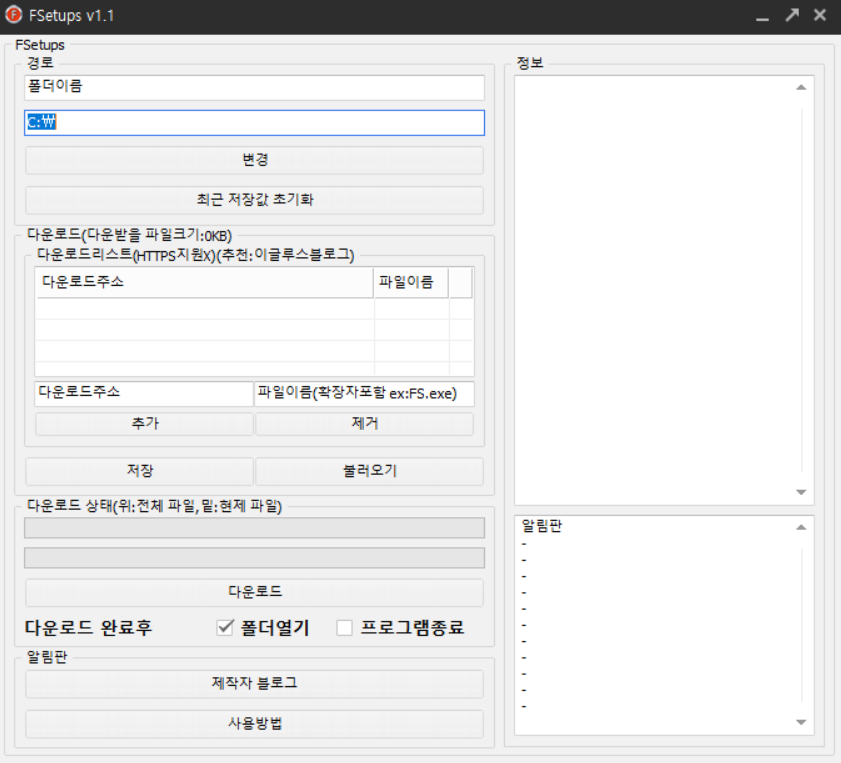 FSetups v1.1
FSetups
경로
폴더이름
C:₩
변경
최근 저장값 초기화
다운로드(다운받을 파일크기:0KB)
다운로드리스트(HTTPS지원X)(추천:이글루스블로그)
다운로드주소 파일이름
다운로드주소 파일이름(확장자포함 ex:FS.exe)
추가 제거
저장 불러오기
다운로드 상태(위:전체 파일,밑:현제 파일)
다운로드
다운로드 완료후 폴더열기 프로그램종료
알림판
제작자 블로그
사용방법
정보
알림판
-
-
-
-
-
-
-
-
-
-
-